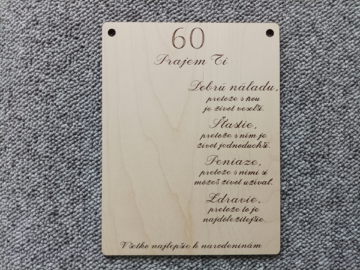 60
Prajem Ti
Dobrú náladu,
pretože s ňou
je život veselší.
Šťastie,
pretože s ním je
život jednoduchší.
Peniaze,
pretože s nimi si
môžeš život užívať.
Zdravie,
pretože to je
najdôležitejšie.
Všetko najlepšie k narodeninám